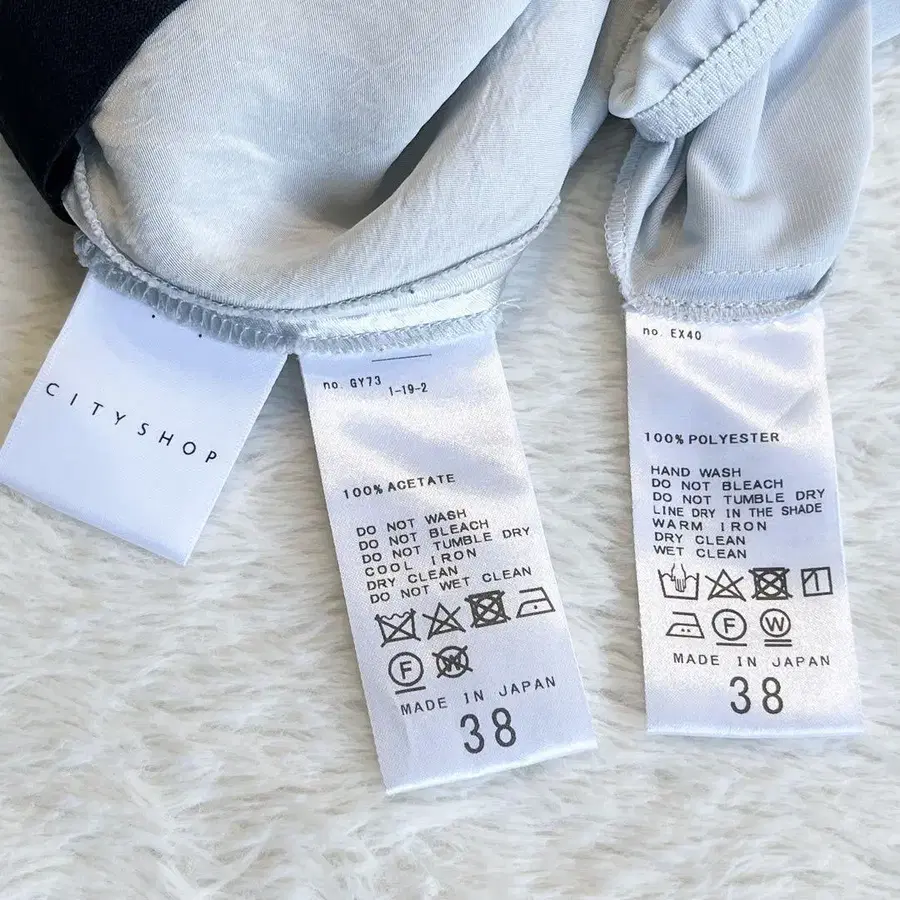 CITYSHOP
no. GY73
1-19-2
100% ACETATE
DO NOT WASH
DO NOT BLEACH
DO NOT TUMBLE DRY
COOL IRON
DRY CLEAN
DO NOT WET CLEAN
F
W
MADE IN JAPAN
38
no. EX40
100% POLYESTER
HAND WASH
DO NOT BLEACH
DO NOT TUMBLE DRY
LINE DRY IN THE SHADE
WARM IRON
DRY CLEAN
WET CLEAN
F W
MADE IN JAPAN
38